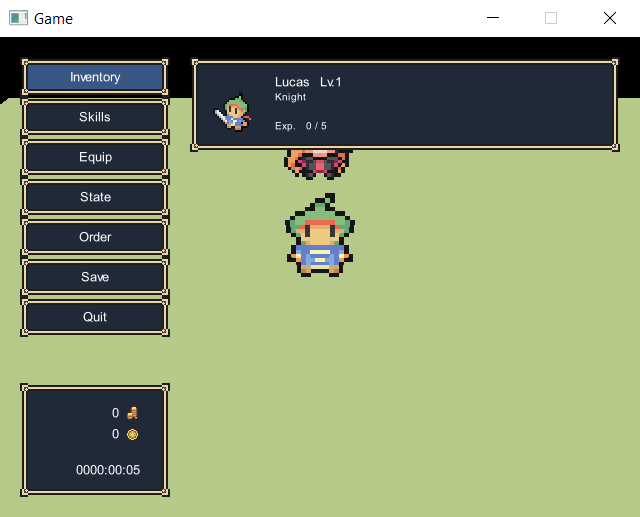 Game
Inventory
Skills
Equip
State
Order
Save
Quit
Lucas Lv.1
Knight
Exp. 0 / 5
0
0
0000:00:05